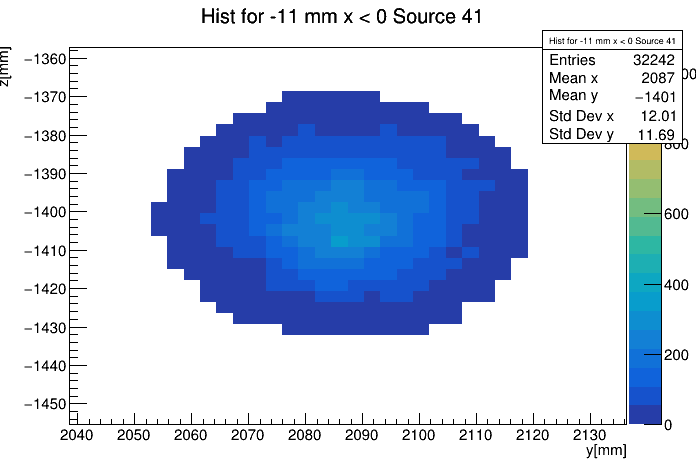 Hist for -11 mm x < 0 Source 41
z[mm]
Hist for -11 mm x < 0 Source 41
Entries 32242
Mean x 2087
Mean y −1401
Std Dev x 12.01
Std Dev y 11.69
−1360
−1370
−1380
−1390
−1400
−1410
−1420
−1430
−1440
−1450
2040 2050 2060 2070 2080 2090 2100 2110 2120 2130
y[mm]
800
600
400
200
0